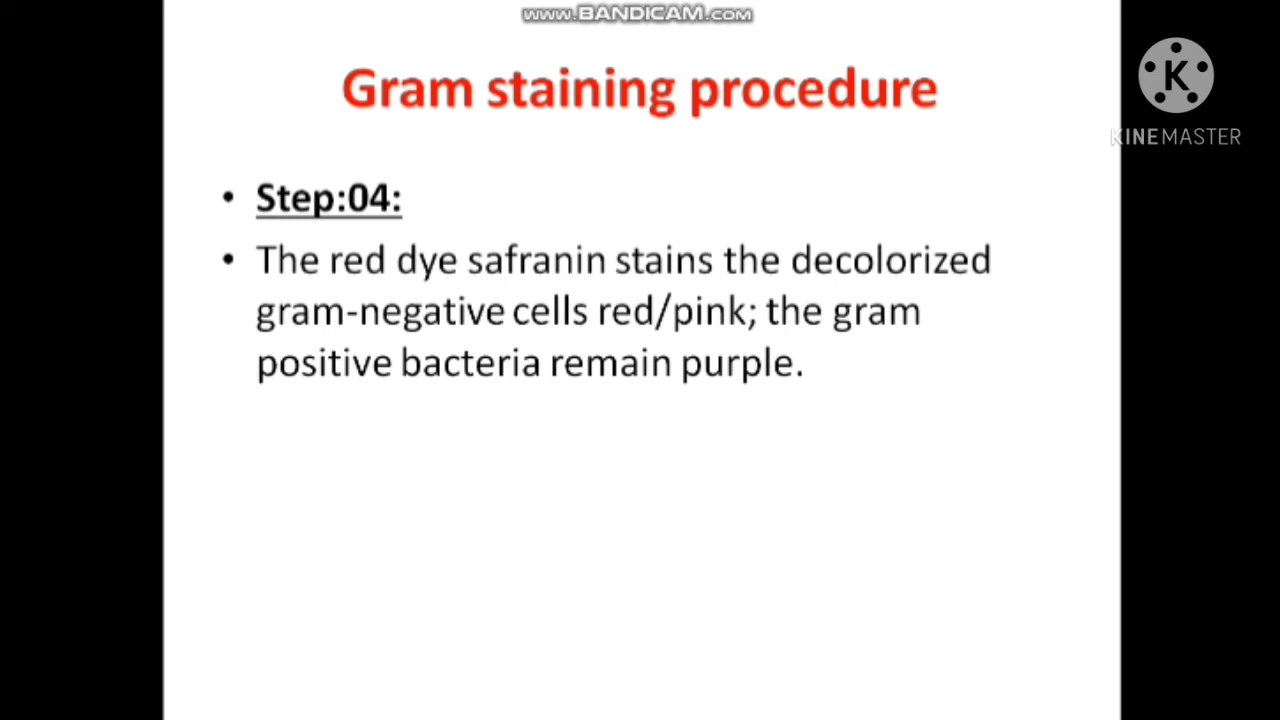 www.BANDICAM.com
Gram staining procedure
K
KINEMASTER
• Step:04:
• The red dye safranin stains the decolorized
gram-negative cells red/pink; the gram
positive bacteria remain purple.